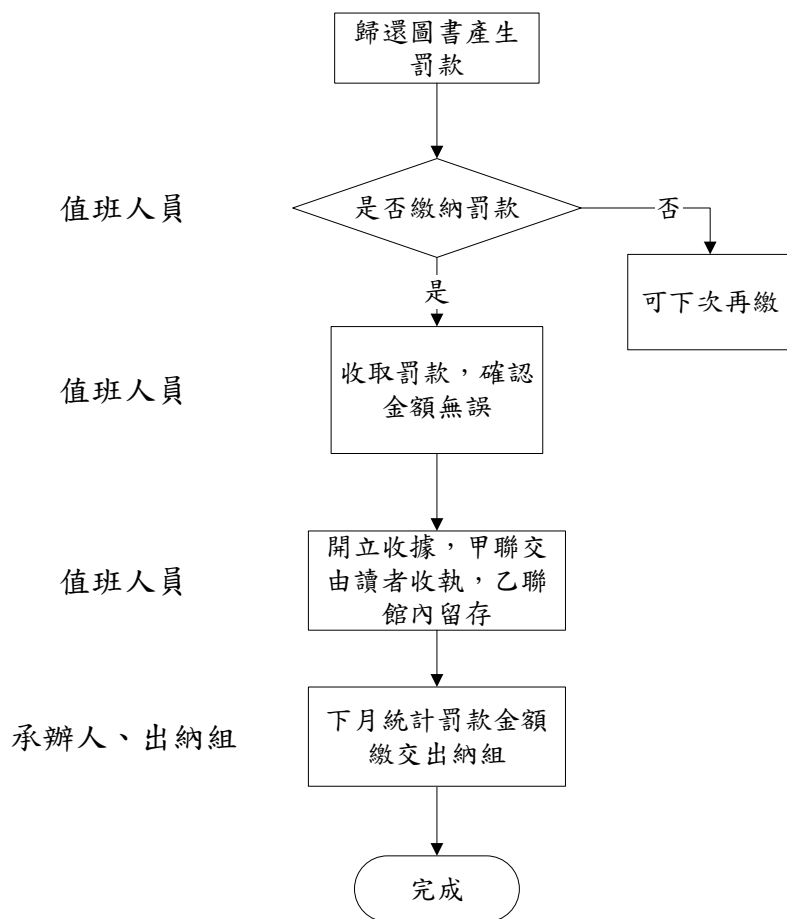 歸還圖書產生
罰款
值班人員
是否繳納罰款
否
是
可下次再繳
值班人員
收取罰款，確認
金額無誤
值班人員
開立收據，甲聯交
由讀者收執，乙聯
館內留存
承辦人、出納組
下月統計罰款金額
繳交出納組
完成